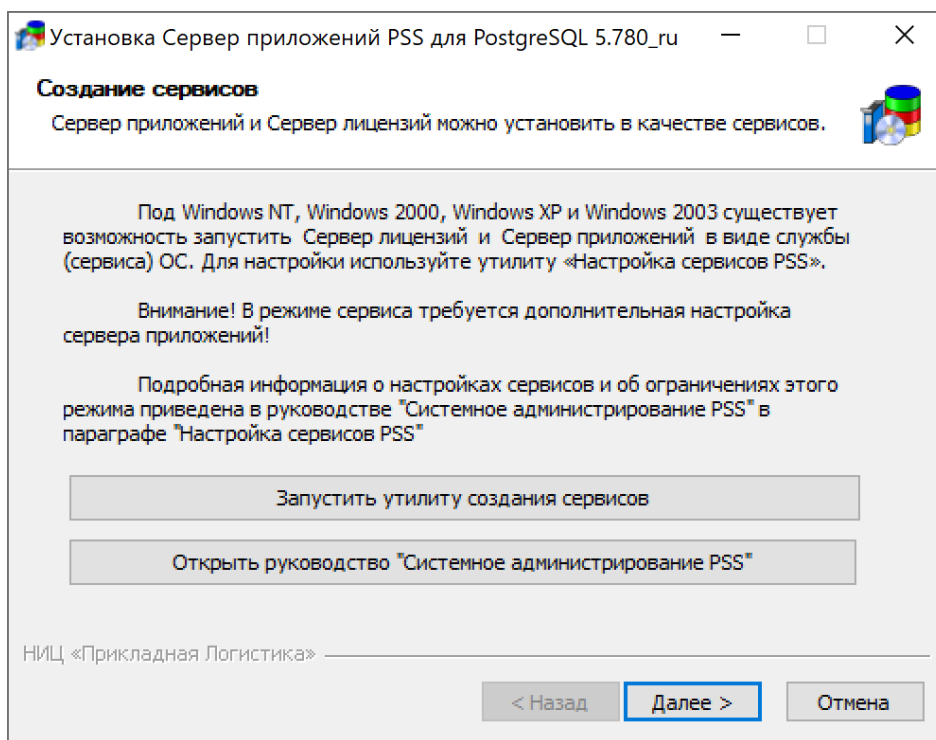 Установка Сервер приложений PSS для PostgreSQL 5.780_ru
Создание сервисов
Сервер приложений и Сервер лицензий можно установить в качестве сервисов.
Под Windows NT, Windows 2000, Windows XP и Windows 2003 существует
возможность запустить Сервер лицензий и Сервер приложений в виде службы
(сервиса) ОС. Для настройки используйте утилиту «Настройка сервисов PSS».
Внимание! В режиме сервиса требуется дополнительная настройка
сервера приложений!
Подробная информация о настройках сервисов и об ограничениях этого
режима приведена в руководстве "Системное администрирование PSS" в
параграфе "Настройка сервисов PSS"
Запустить утилиту создания сервисов
Открыть руководство "Системное администрирование PSS"
НИЦ «Прикладная Логистика»
< Назад
Далее >
Отмена